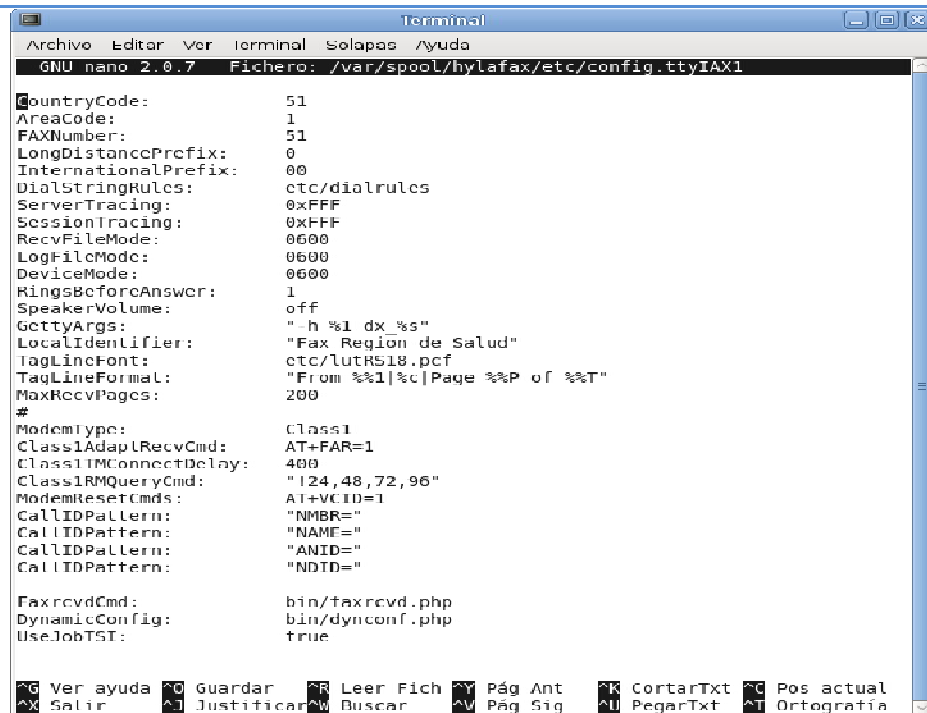 Terminal
Archivo Editar Ver Terminal Solapas Ayuda
GNU nano 2.0.7 Fichero: /var/spool/hylafax/etc/config.ttyIAX1
CountryCode: 51
AreaCode: 1
FAXNumber: 51
LongDistancePrefix: 0
InternationalPrefix: 00
DialStringRules: etc/dialrules
ServerTracing: 0xFFF
SessionTracing: 0xFFF
RecvFileMode: 0600
LogFileMode: 0600
DeviceMode: 0600
RingsBeforeAnswer: 1
SpeakerVolume: off
GettyArgs: "-h %l dx_%s"
LocalIdentifier: "Fax Region de Salud"
TagLineFont: etc/lutRS18.pcf
TagLineFormat: "From %%l|%c|Page %%P of %%T"
MaxRecvPages: 200
#
ModemType: Class1
Class1AdaptRecvCmd: AT+FAR=1
Class1TMConnectDelay: 400
Class1RMQueryCmd: "!24,48,72,96"
ModemResetCmds: AT+VCID=1
CallIDPattern: "NMBR="
CallIDPattern: "NAME="
CallIDPattern: "ANID="
CallIDPattern: "NDID="
FaxrcvdCmd: bin/faxrcvd.php
DynamicConfig: bin/dynconf.php
UseJobTSI: true
^G Ver ayuda ^O Guardar ^R Leer Fich ^Y Pág Ant ^K CortarTxt ^C Pos actual
^X Salir ^J Justificar ^W Buscar ^V Pág Sig ^U PegarTxt ^T Ortografía